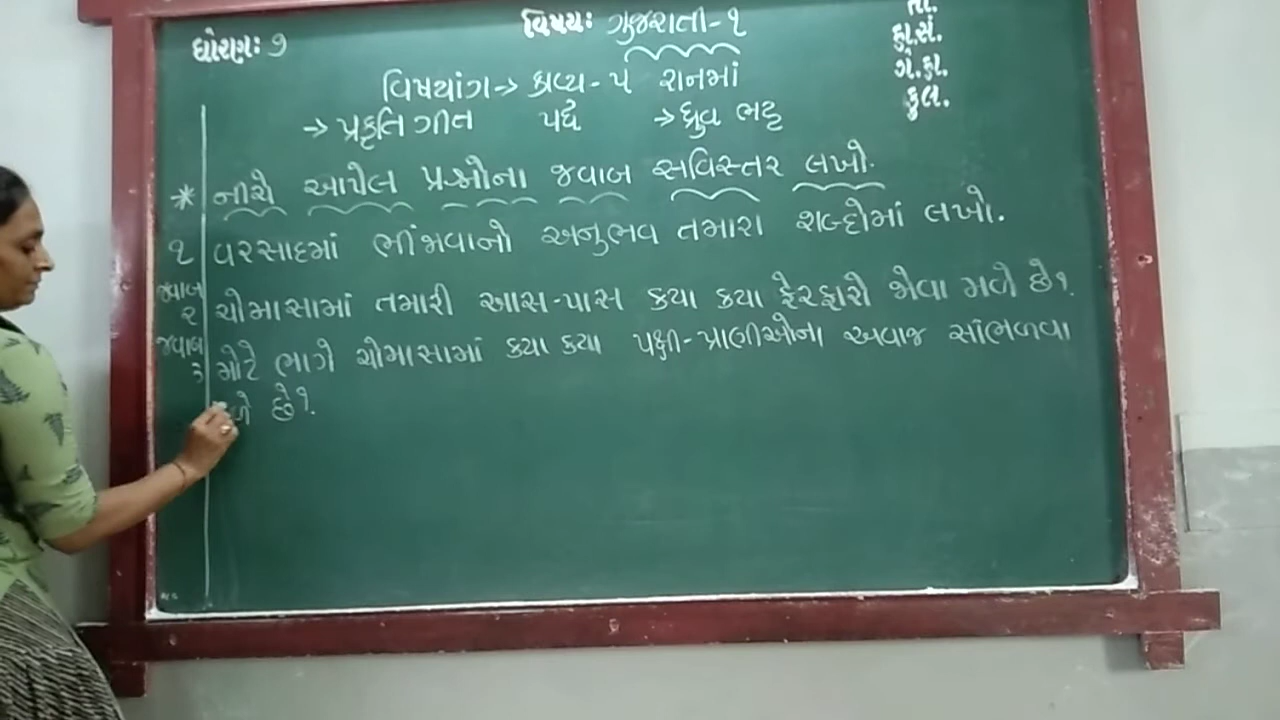 ધોરણઃ ૭
વિષયઃ ગુજરાતી-૧
તા.
હા.સં.
ગે.હા.
કુલ.
વિષયાંગ→ કાવ્ય - ૫ રાનમાં
→ પ્રકૃતિ ગીત પદ્ય → ધ્રુવ ભટ્ટ
* નીચે આપેલ પ્રશ્નોના જવાબ સવિસ્તર લખો.
૧ વરસાદમાં ભીંજાવાનો અનુભવ તમારા શબ્દોમાં લખો.
જવાબ
૨ ચોમાસામાં તમારી આસ-પાસ કયા કયા ફેરફારો જોવા મળે છે?
જવાબ
૩ મોટે ભાગે ચોમાસામાં કયા કયા પક્ષી-પ્રાણીઓના અવાજ સાંભળવા
છે?